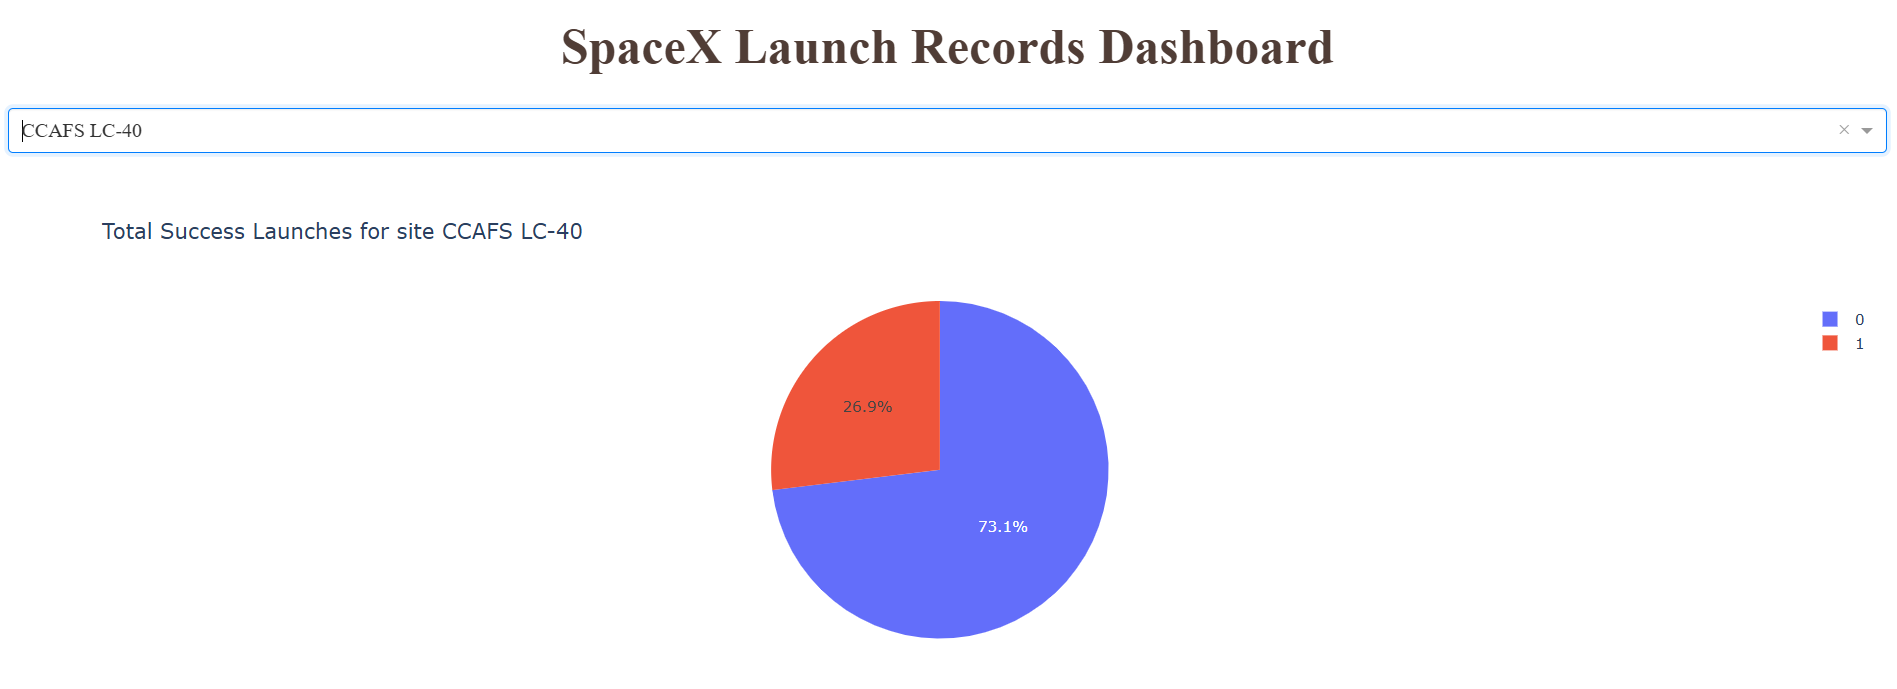 SpaceX Launch Records Dashboard
CCAFS LC-40
Total Success Launches for site CCAFS LC-40
0
1
26.9%
73.1%